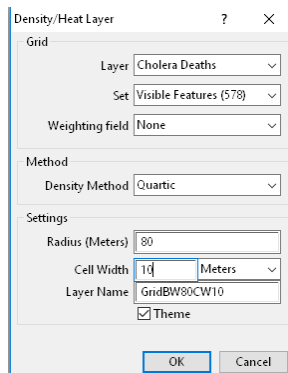 Density/Heat Layer ? ×
Grid
Layer Cholera Deaths
Set Visible Features (578)
Weighting field None
Method
Density Method Quartic
Settings
Radius (Meters) 80
Cell Width 10 Meters
Layer Name GridBW80CW10
Theme
OK Cancel